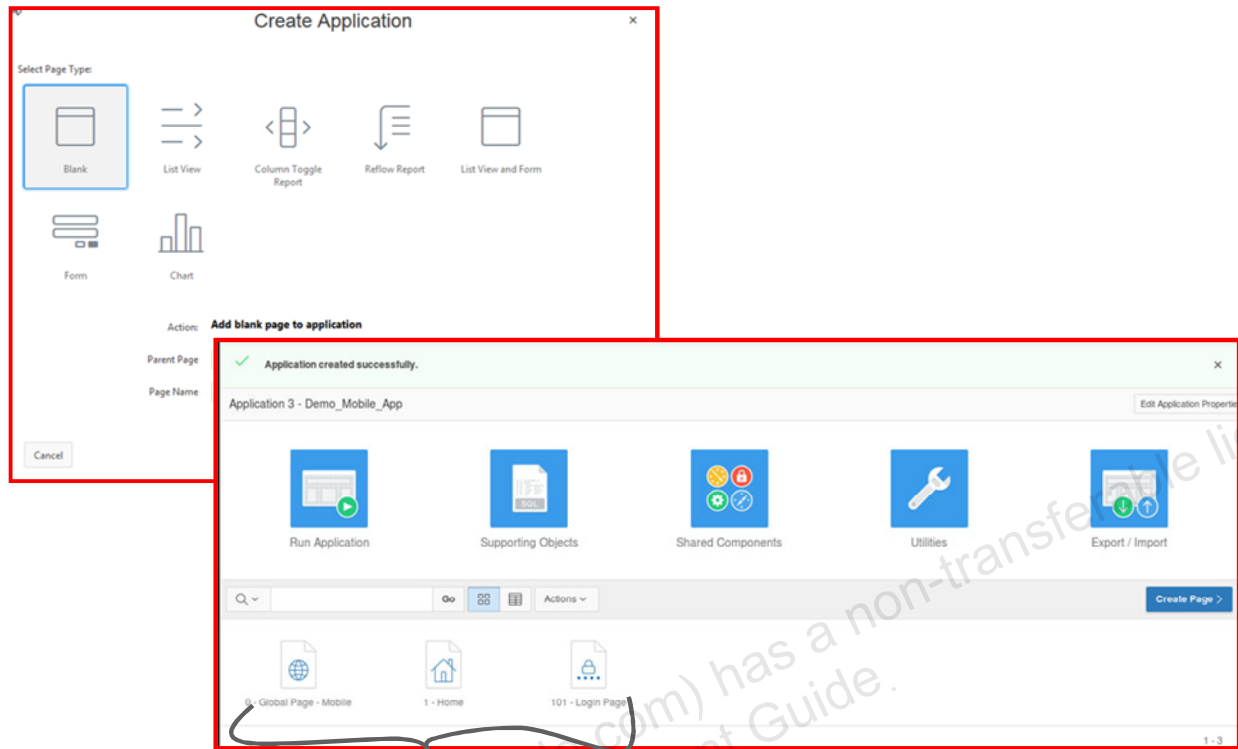 Create Application
×
Select Page Type:
Blank
List View
Column Toggle
Report
Reflow Report
List View and Form
Form
Chart
Action: Add blank page to application
Parent Page
Page Name
Cancel
Application created successfully.
×
Application 3 - Demo_Mobile_App
Edit Application Propertie
Run Application
SQL
Supporting Objects
Shared Components
Utilities
Export / Import
Go
Actions
Create Page >
0 - Global Page - Mobile
1 - Home
101 - Login Page
1 - 3
com) has a non-transferable lic
Guide.